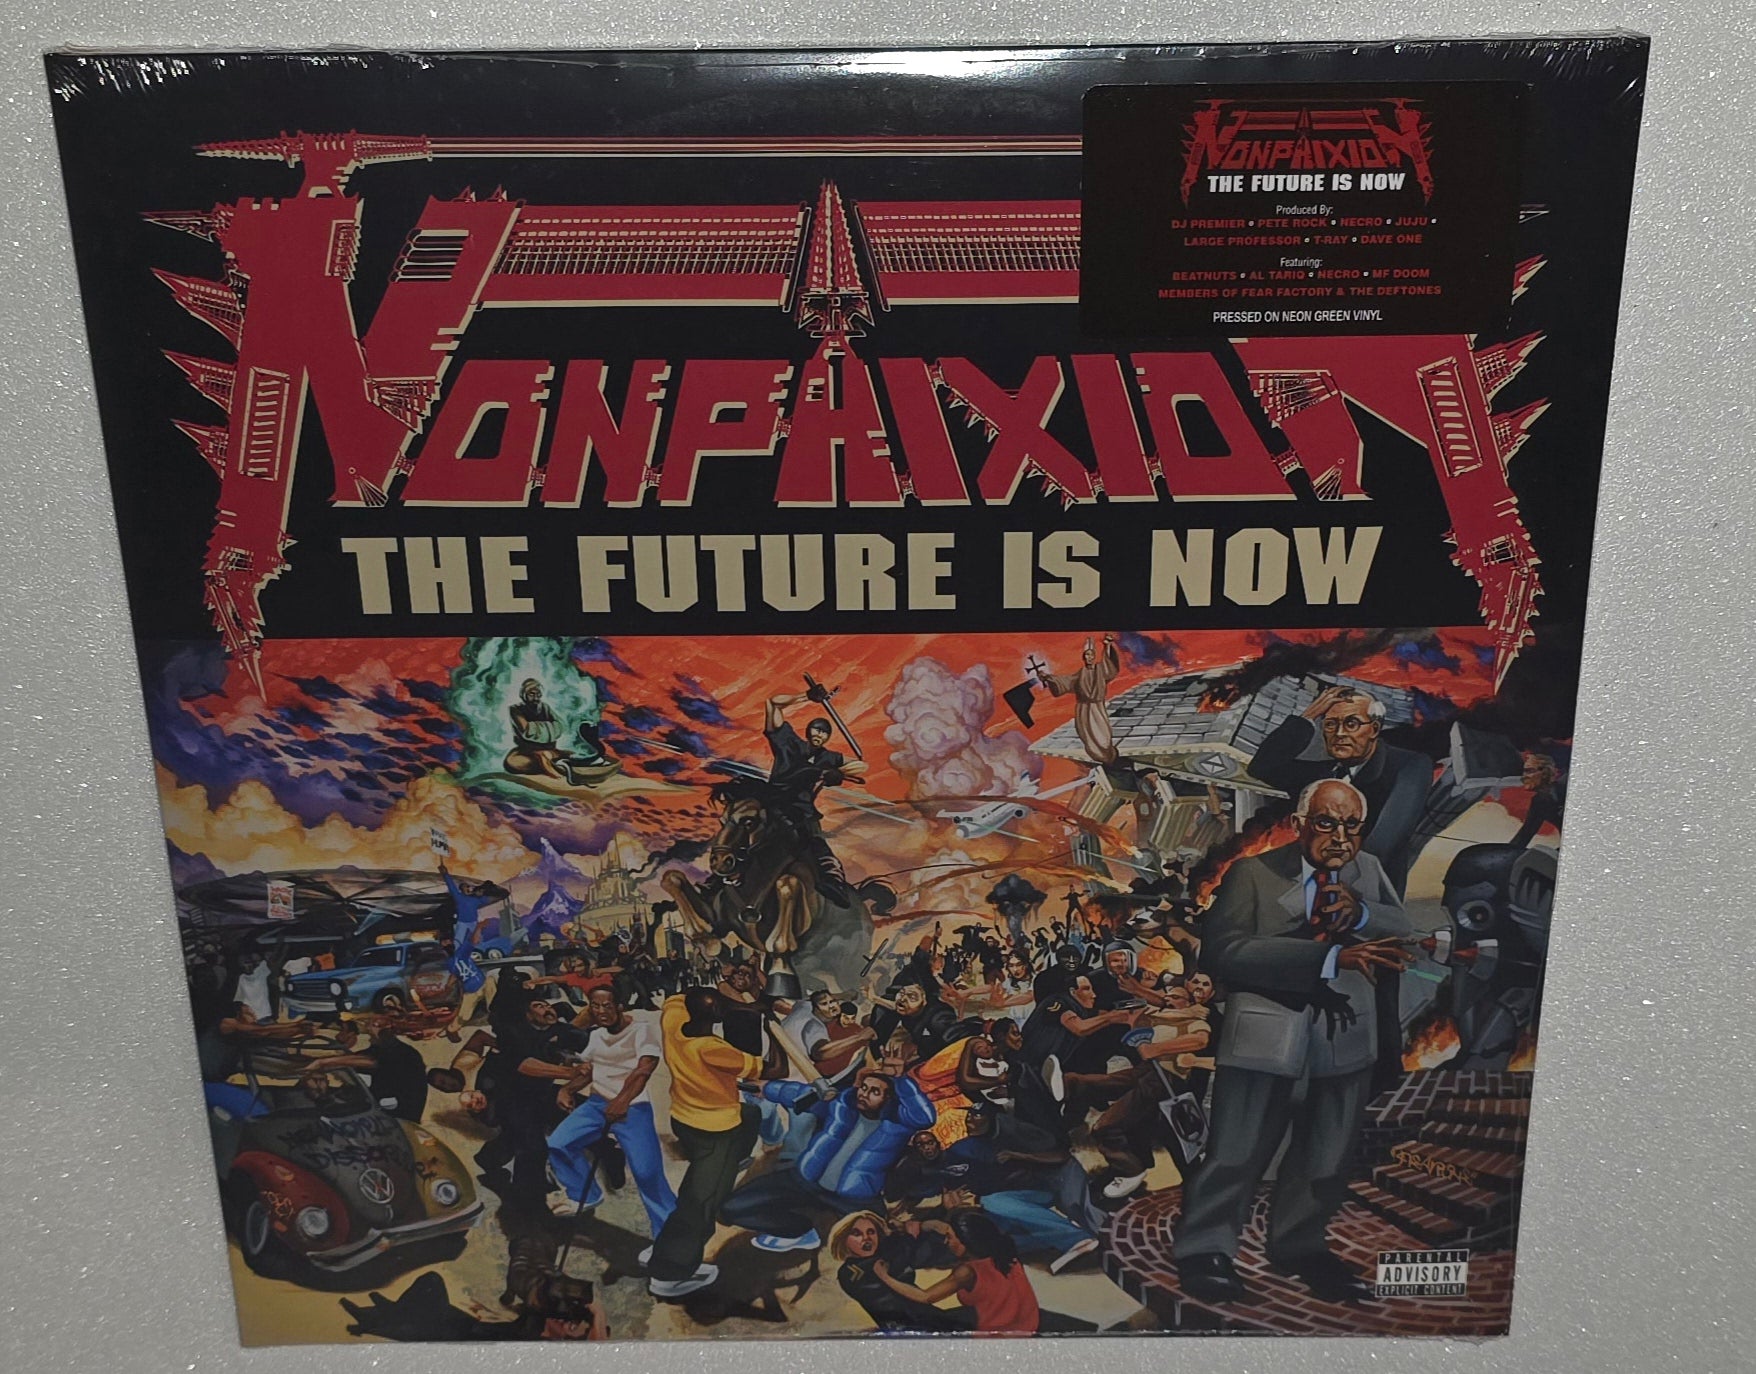 NONPHIXION
THE FUTURE IS NOW
Produced By:
DJ PREMIER • PETE ROCK • NECRO • JUJU •
LARGE PROFESSOR • T-RAY • DAVE ONE
Featuring:
BEATNUTS • AL TARIQ • NECRO • MF DOOM
MEMBERS OF FEAR FACTORY & THE DEFTONES
PRESSED ON NEON GREEN VINYL
NONPHIXION
THE FUTURE IS NOW
PARENTAL
ADVISORY
EXPLICIT CONTENT